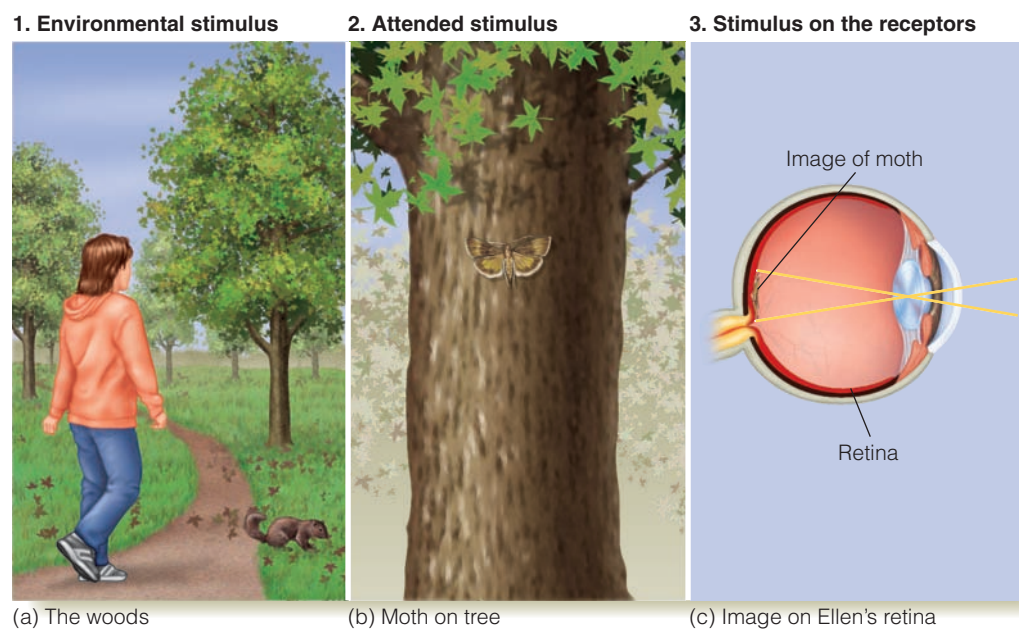 1. Environmental stimulus
2. Attended stimulus
3. Stimulus on the receptors
Image of moth
Retina
(a) The woods
(b) Moth on tree
(c) Image on Ellen's retina